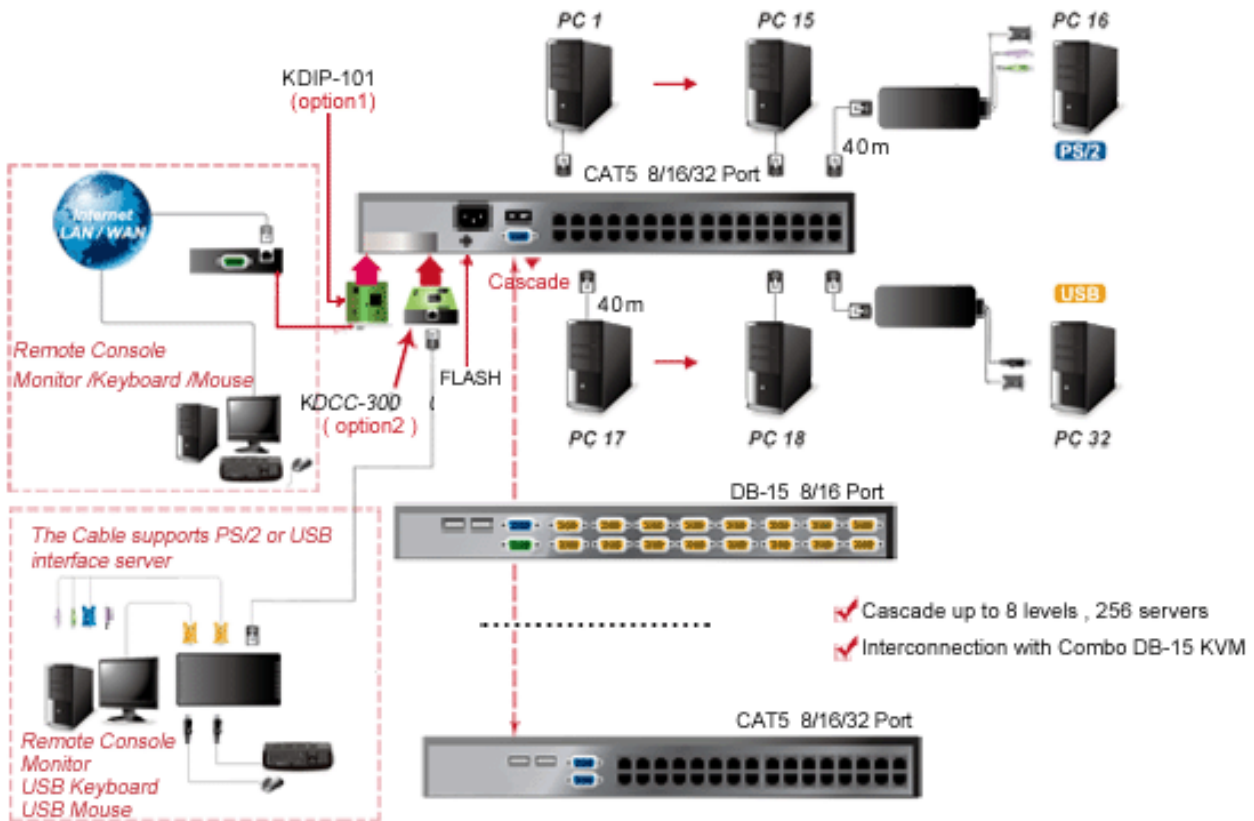 PC 1
PC 15
PC 16
KDIP-101
(option1)
40m
PS/2
CAT5 8/16/32 Port
Internet
LAN / WAN
Cascade
40m
USB
Remote Console
Monitor /Keyboard /Mouse
FLASH
KDCC-300
( option2 )
PC 17
PC 18
PC 32
DB-15 8/16 Port
The Cable supports PS/2 or USB
interface server
Cascade up to 8 levels , 256 servers
Interconnection with Combo DB-15 KVM
CAT5 8/16/32 Port
Remote Console
Monitor
USB Keyboard
USB Mouse